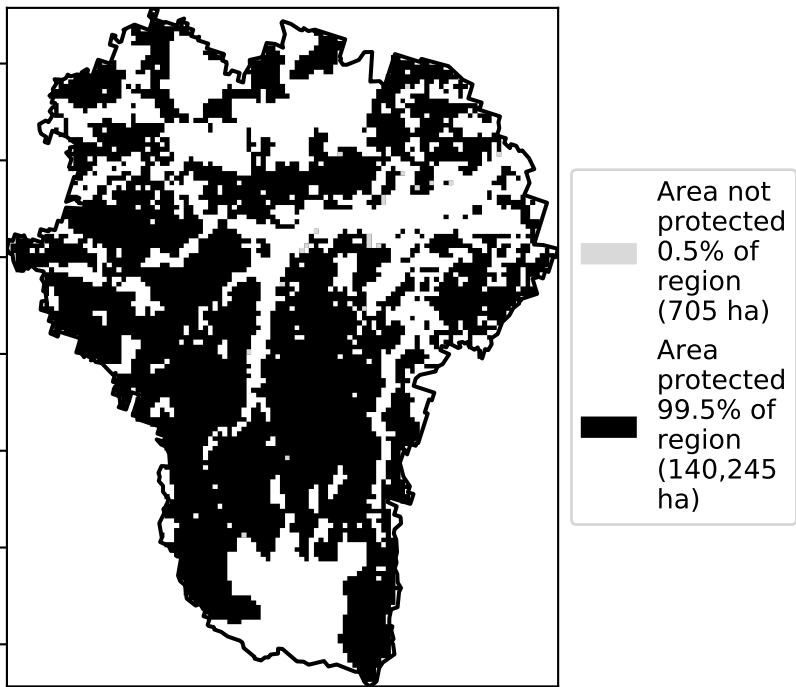 Area not
protected
0.5% of
region
(705 ha)
Area
protected
99.5% of
region
(140,245
ha)